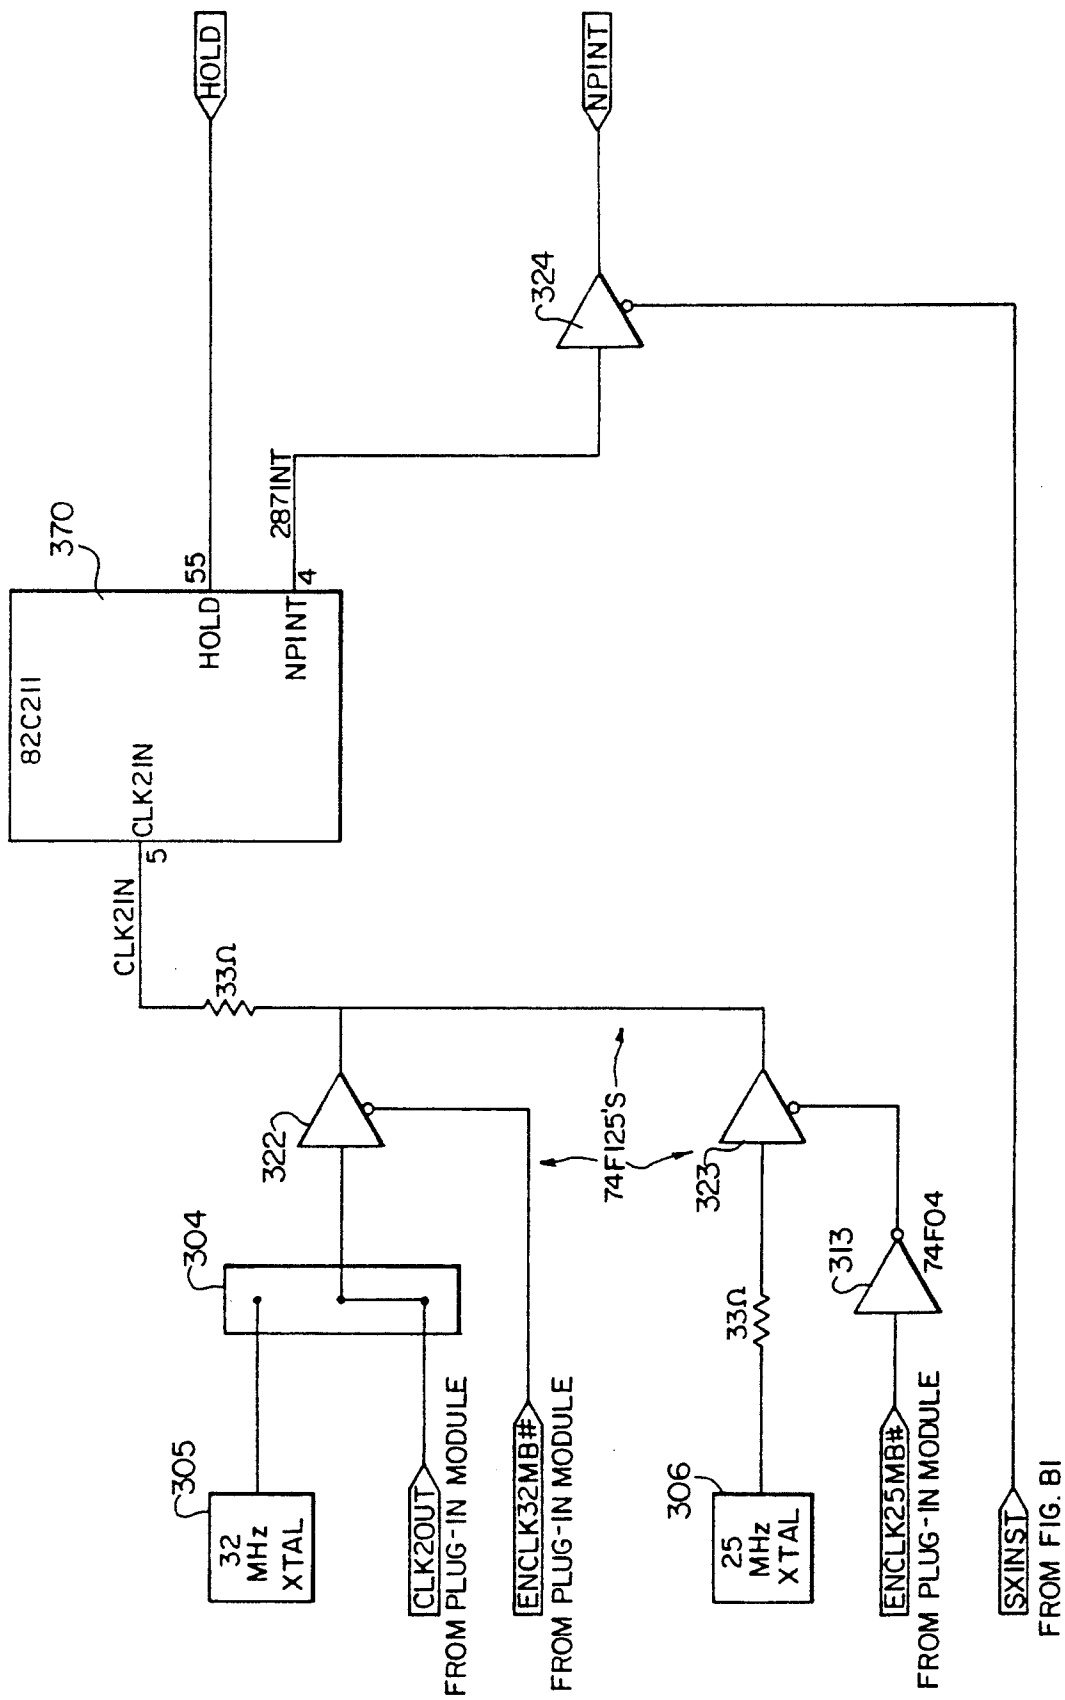 370
82C211
CLK2IN
HOLD
NPINT
55
4
5
CLK2IN
287INT
HOLD
NPINT
324
33Ω
322
304
305
32
MHz
XTAL
CLK2OUT
FROM PLUG-IN MODULE
ENCLK32MB#
FROM PLUG-IN MODULE
74F125'S
323
33Ω
306
25
MHz
XTAL
313
74F04
ENCLK25MB#
FROM PLUG-IN MODULE
SXINST
FROM FIG. B1